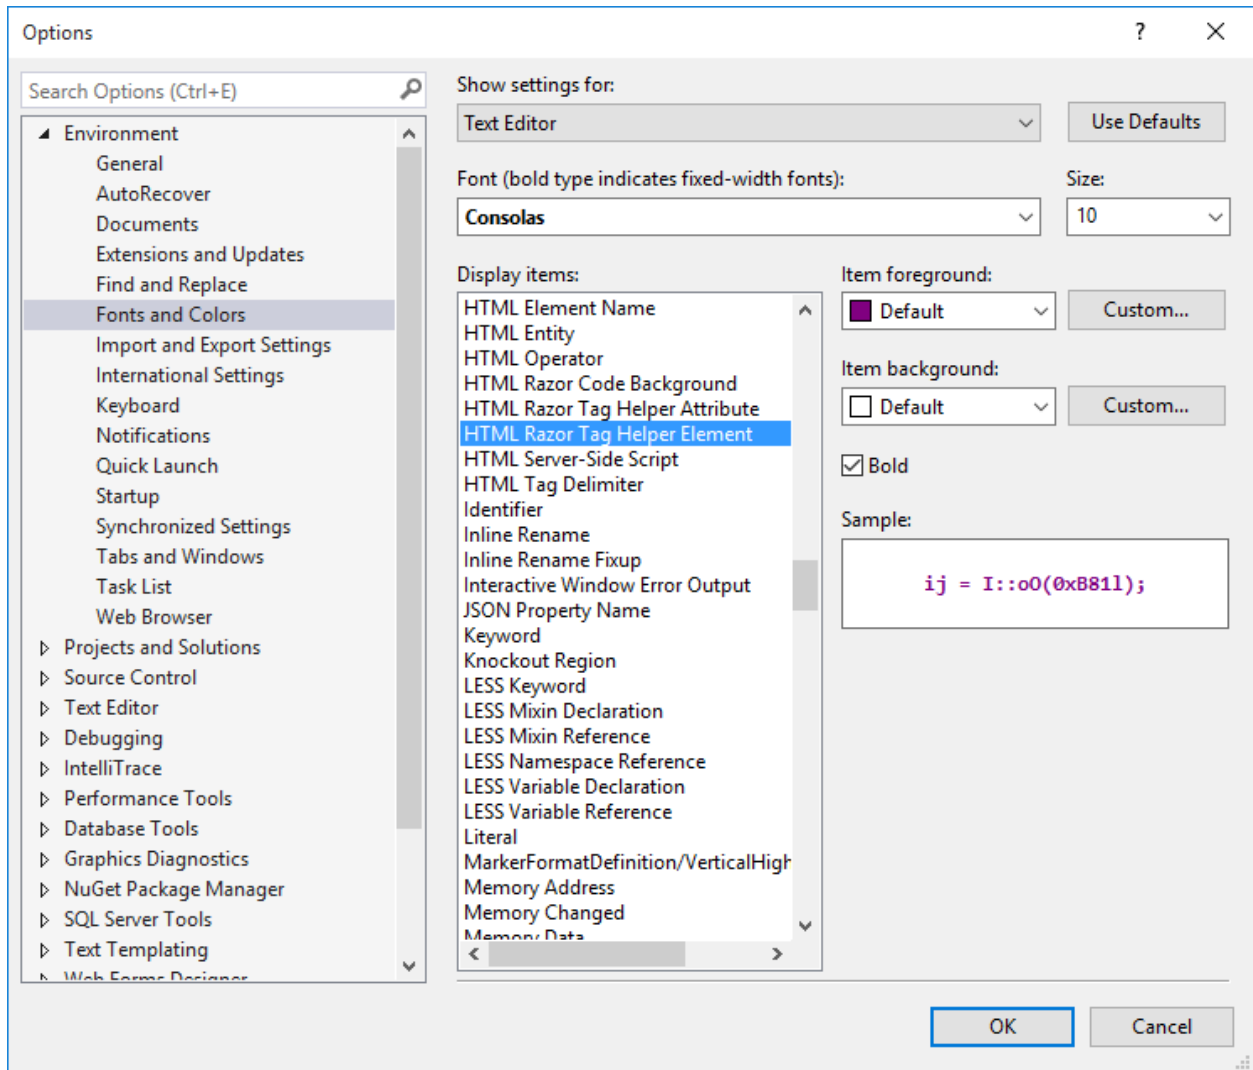 Options
?
Search Options (Ctrl+E)
Environment
General
AutoRecover
Documents
Extensions and Updates
Find and Replace
Fonts and Colors
Import and Export Settings
International Settings
Keyboard
Notifications
Quick Launch
Startup
Synchronized Settings
Tabs and Windows
Task List
Web Browser
Projects and Solutions
Source Control
Text Editor
Debugging
IntelliTrace
Performance Tools
Database Tools
Graphics Diagnostics
NuGet Package Manager
SQL Server Tools
Text Templating
Web Forms Designer
Show settings for:
Text Editor
Use Defaults
Font (bold type indicates fixed-width fonts):
Size:
Consolas
10
Display items:
HTML Element Name
HTML Entity
HTML Operator
HTML Razor Code Background
HTML Razor Tag Helper Attribute
HTML Razor Tag Helper Element
HTML Server-Side Script
HTML Tag Delimiter
Identifier
Inline Rename
Inline Rename Fixup
Interactive Window Error Output
JSON Property Name
Keyword
Knockout Region
LESS Keyword
LESS Mixin Declaration
LESS Mixin Reference
LESS Namespace Reference
LESS Variable Declaration
LESS Variable Reference
Literal
MarkerFormatDefinition/VerticalHigh
Memory Address
Memory Changed
Memory Data
Item foreground:
Default
Custom...
Item background:
Default
Custom...
Bold
Sample:
ij = I::oO(0xB81l);
OK
Cancel